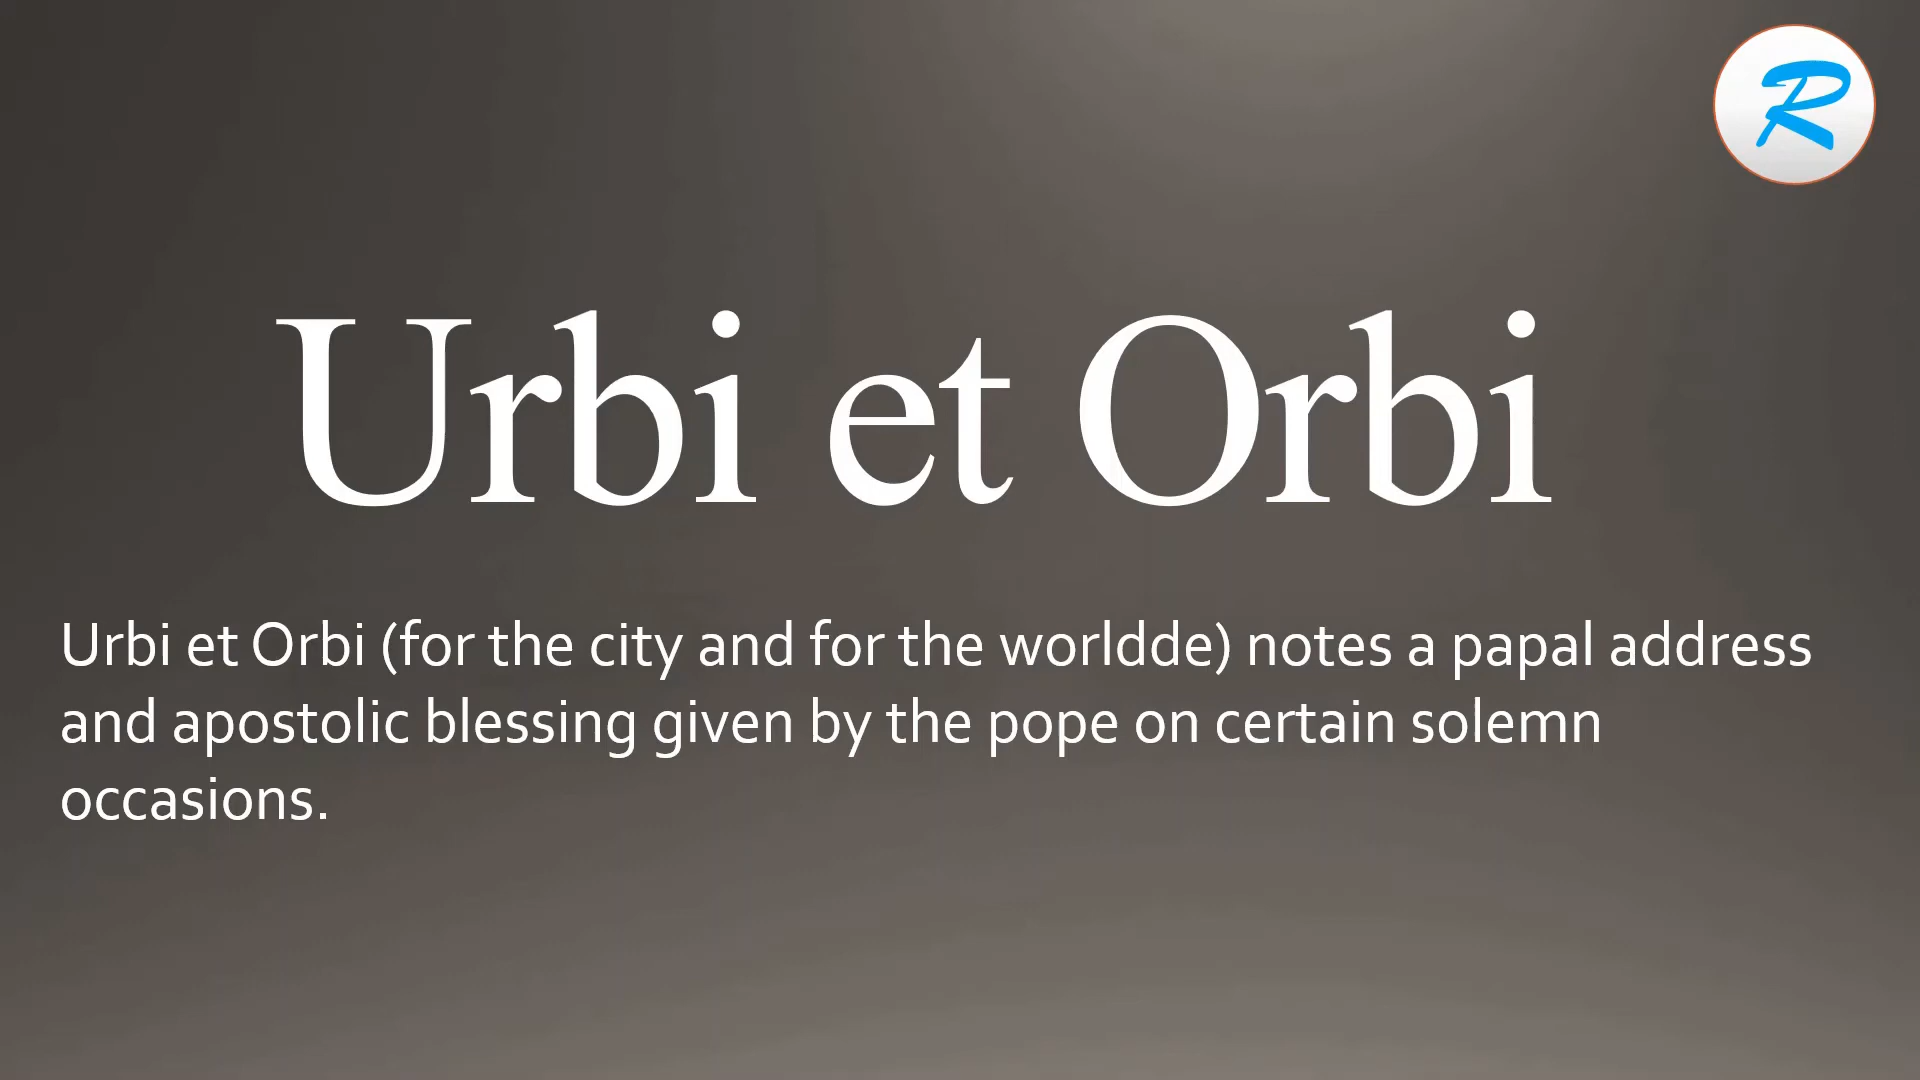 R
Urbi et Orbi
Urbi et Orbi (for the city and for the worldde) notes a papal address
and apostolic blessing given by the pope on certain solemn
occasions.